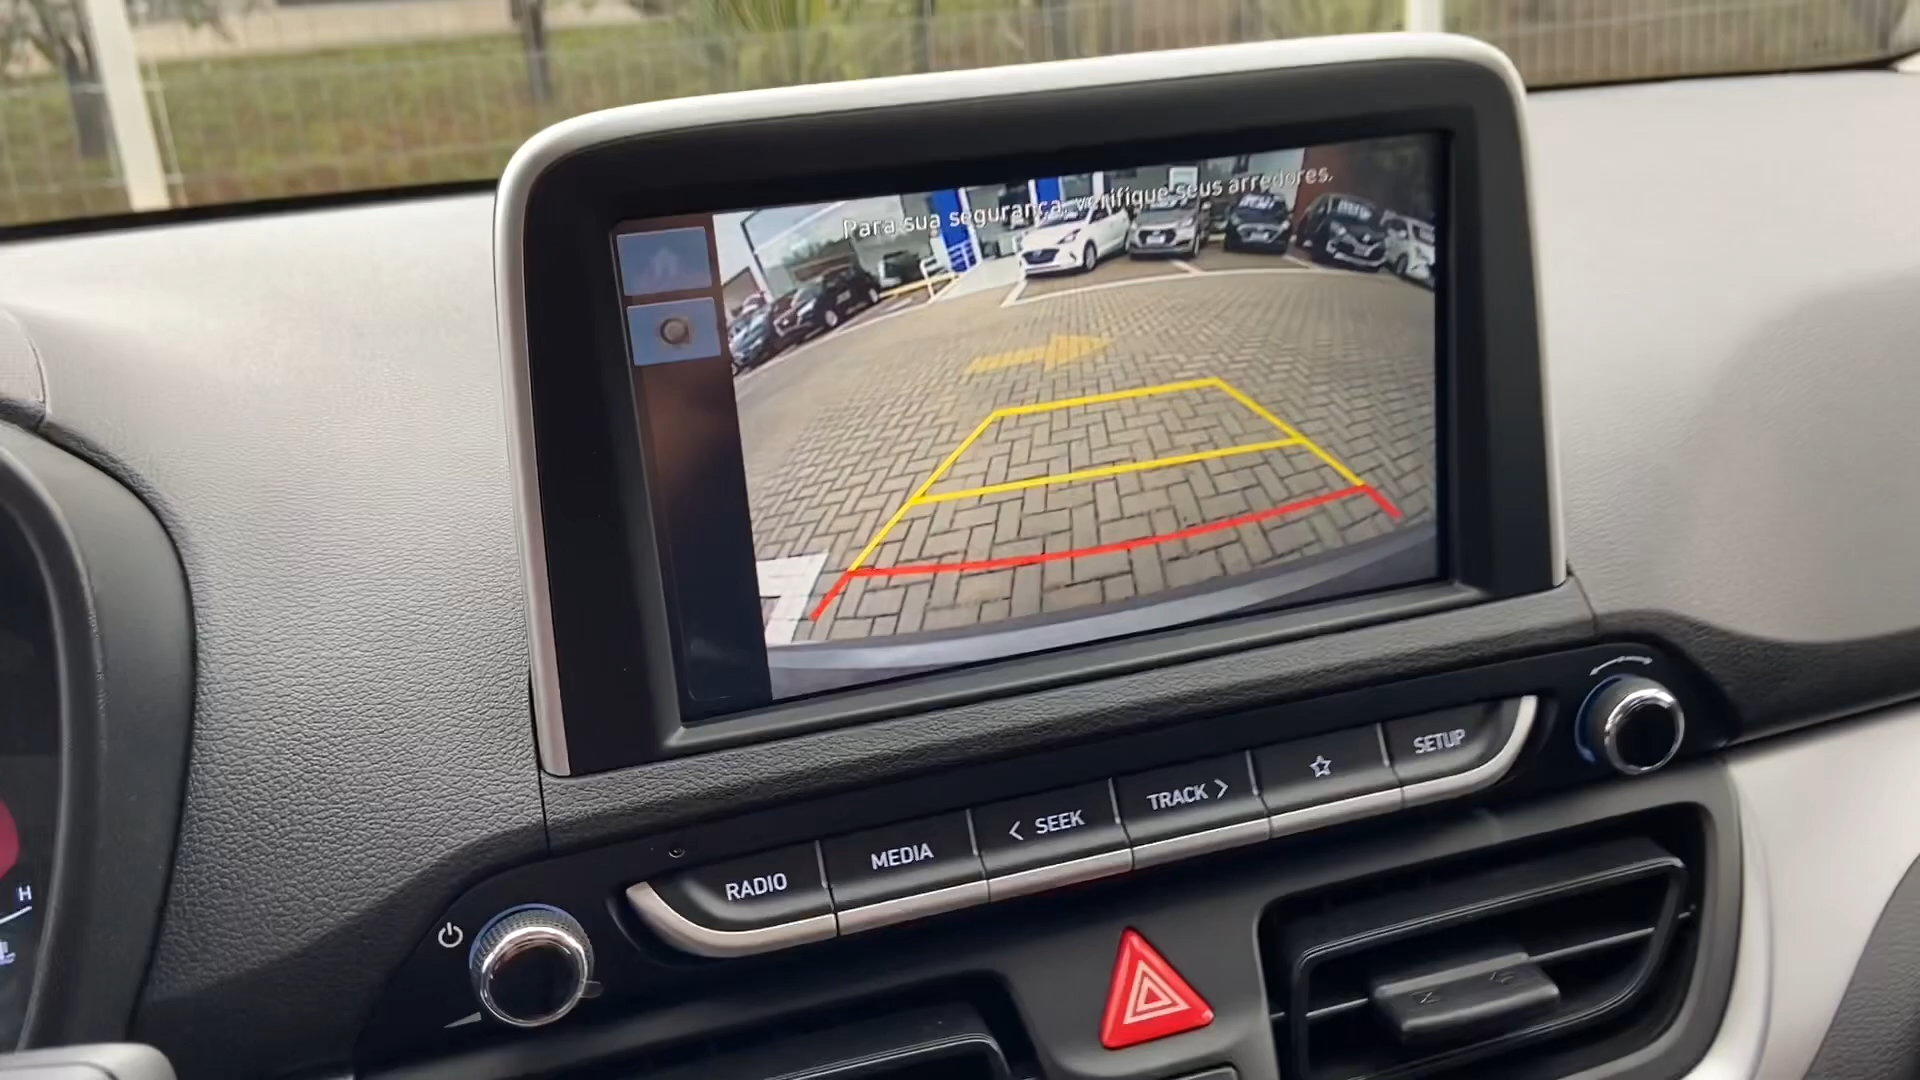 Para sua segurança, verifique seus arredores.
RADIO
MEDIA
< SEEK
TRACK >
SETUP
H